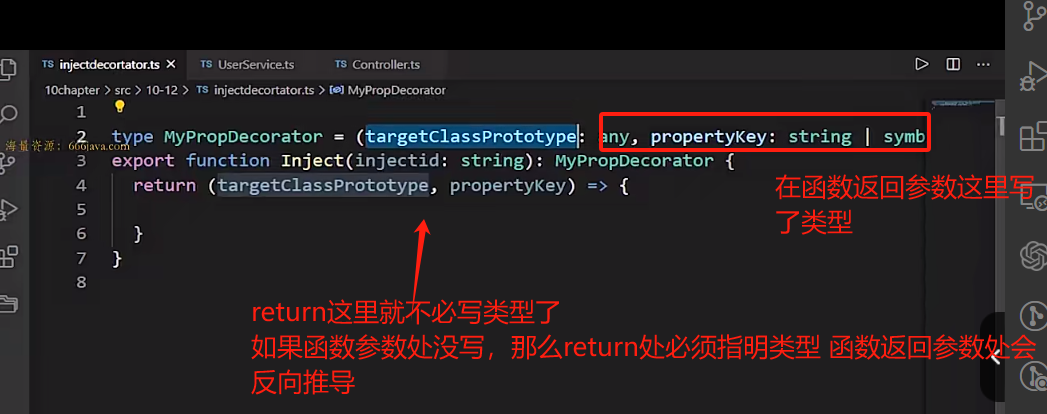 TS injectdecortator.ts ×
TS UserService.ts
TS Controller.ts
10chapter > src > 10-12 > TS injectdecortator.ts > MyPropDecorator
1
2 type MyPropDecorator = (targetClassPrototype: any, propertyKey: string | symb
海量资源：666java.com
3 export function Inject(injectid: string): MyPropDecorator {
4 return (targetClassPrototype, propertyKey) => {
5
6 }
7 }
8
在函数返回参数这里写
了类型
return这里就不必写类型了
如果函数参数处没写，那么return处必须指明类型 函数返回参数处会
反向推导